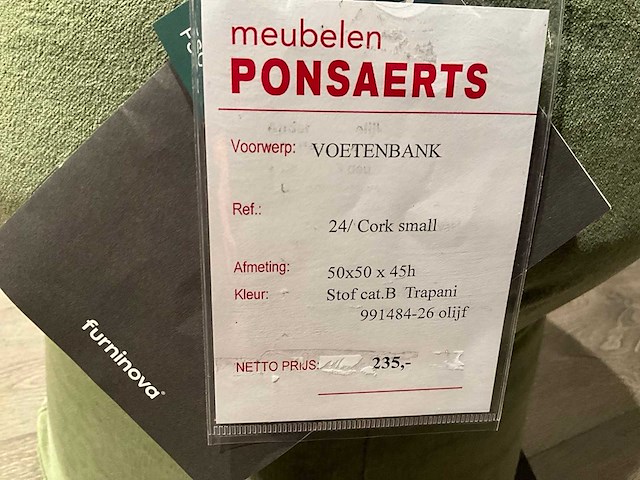 meubelen
PONSAERTS
Voorwerp: VOETENBANK
Ref.:
24/ Cork small
Afmeting: 50x50 x 45h
Kleur: Stof cat.B Trapani
991484-26 olijf
NETTO PRIJS: 235,-
furninova